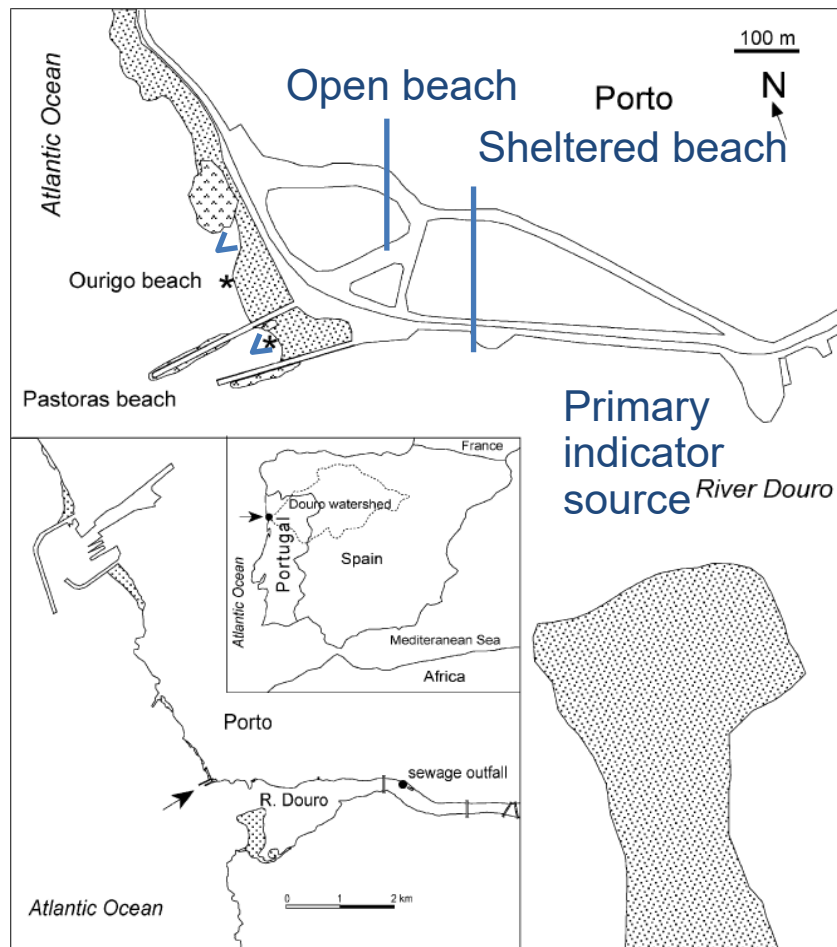 Atlantic Ocean
100 m
Open beach
Porto
N
Sheltered beach
Ourigo beach
*
*
Pastoras beach
Primary
indicator
source
River Douro
France
Douro watershed
Portugal
Spain
Atlantic Ocean
Mediteranean Sea
Africa
Porto
sewage outfall
R. Douro
0 1 2 km
Atlantic Ocean